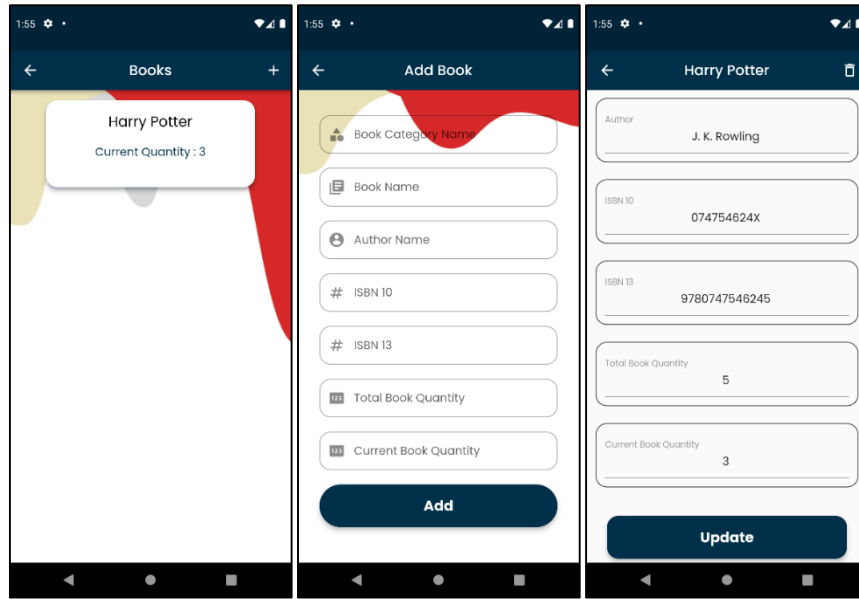 1:55
Books
+
Harry Potter
Current Quantity : 3
1:55
Add Book
Book Category Name
Book Name
Author Name
# ISBN 10
# ISBN 13
123 Total Book Quantity
123 Current Book Quantity
Add
1:55
Harry Potter
Author
J. K. Rowling
ISBN 10
074754624X
ISBN 13
9780747546245
Total Book Quantity
5
Current Book Quantity
3
Update